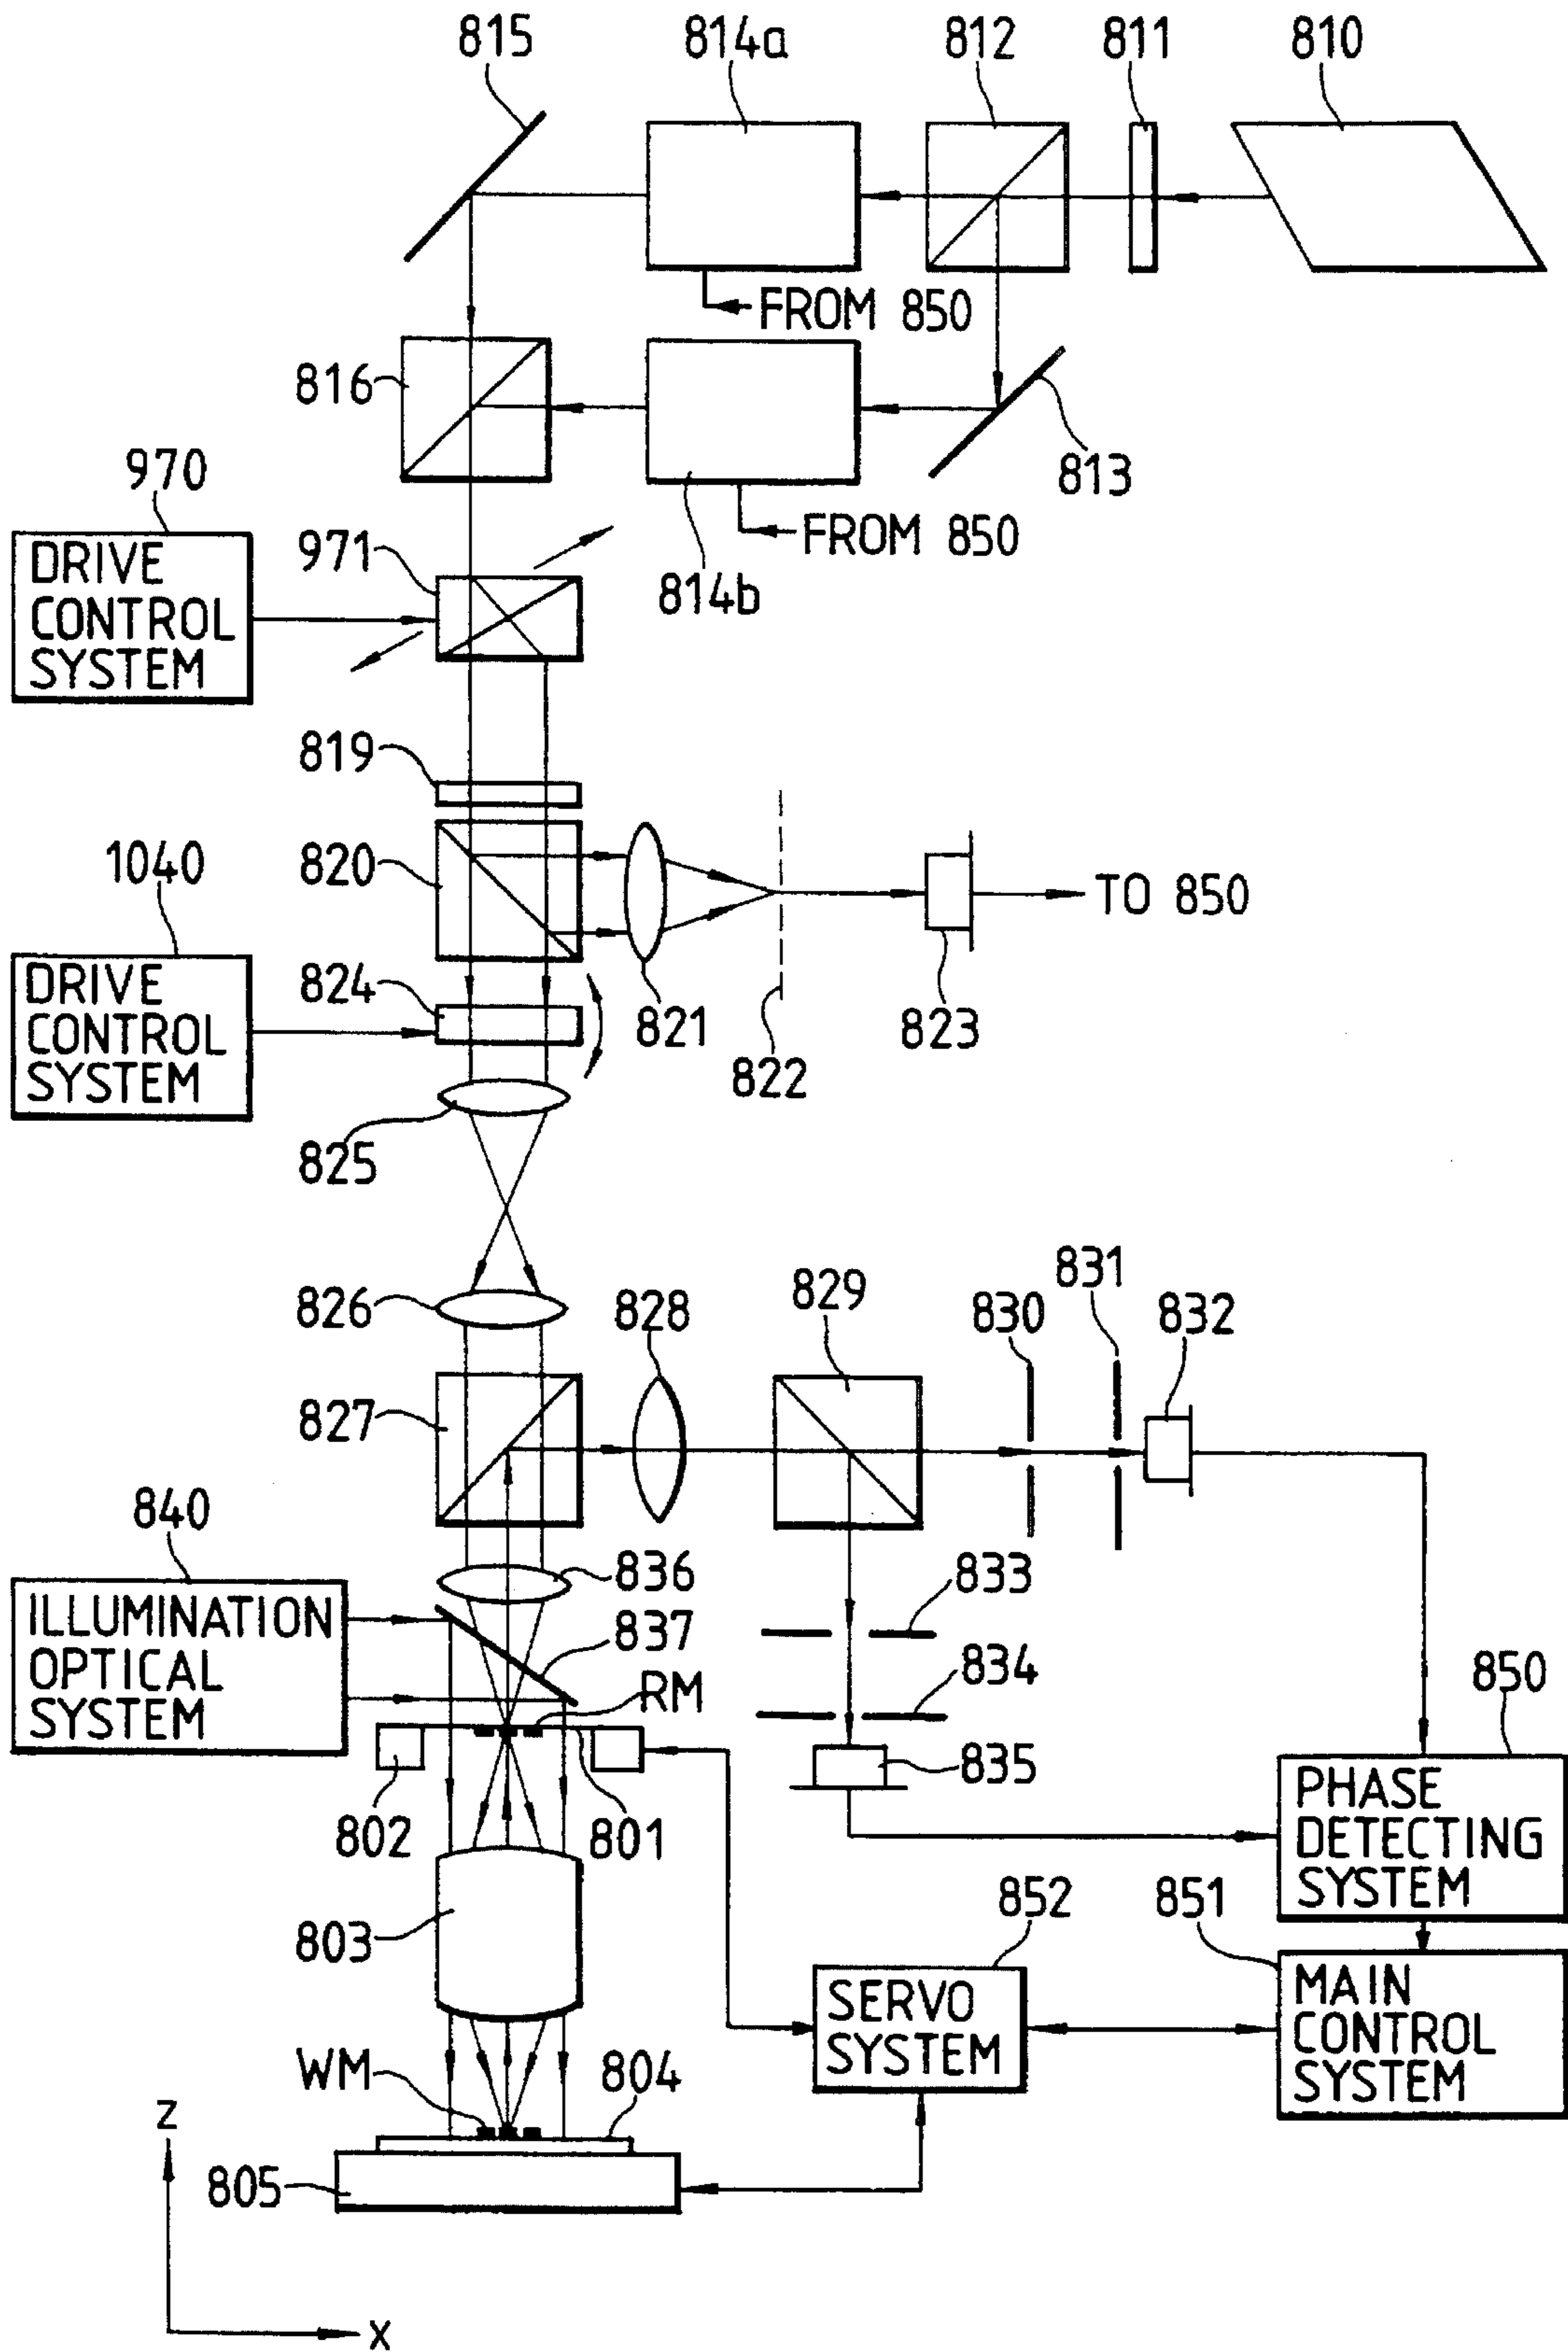 815
814a
812
811
810
FROM 850
816
813
970
971
FROM 850
814b
DRIVE
CONTROL
SYSTEM
819
1040
820
TO 850
DRIVE
CONTROL
SYSTEM
824
821
823
822
825
831
829
830
832
826
828
827
840
836
833
ILLUMINATION
OPTICAL
SYSTEM
837
834
RM
850
835
802
801
PHASE
DETECTING
SYSTEM
852
851
803
SERVO
SYSTEM
MAIN
CONTROL
SYSTEM
WM
804
Z
805
X